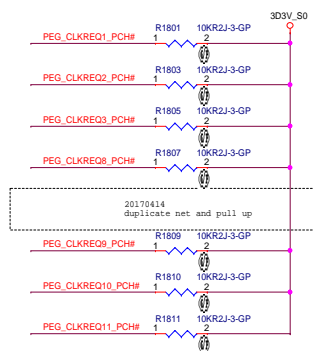 3D3V_S0
R1801 10KR2J-3-GP
PEG_CLKREQ1_PCH# 1 2
R1803 10KR2J-3-GP
PEG_CLKREQ2_PCH# 1 2
R1805 10KR2J-3-GP
PEG_CLKREQ3_PCH# 1 2
R1807 10KR2J-3-GP
PEG_CLKREQ8_PCH# 1 2
20170414
duplicate net and pull up
R1809 10KR2J-3-GP
PEG_CLKREQ9_PCH# 1 2
R1810 10KR2J-3-GP
PEG_CLKREQ10_PCH# 1 2
R1811 10KR2J-3-GP
PEG_CLKREQ11_PCH# 1 2